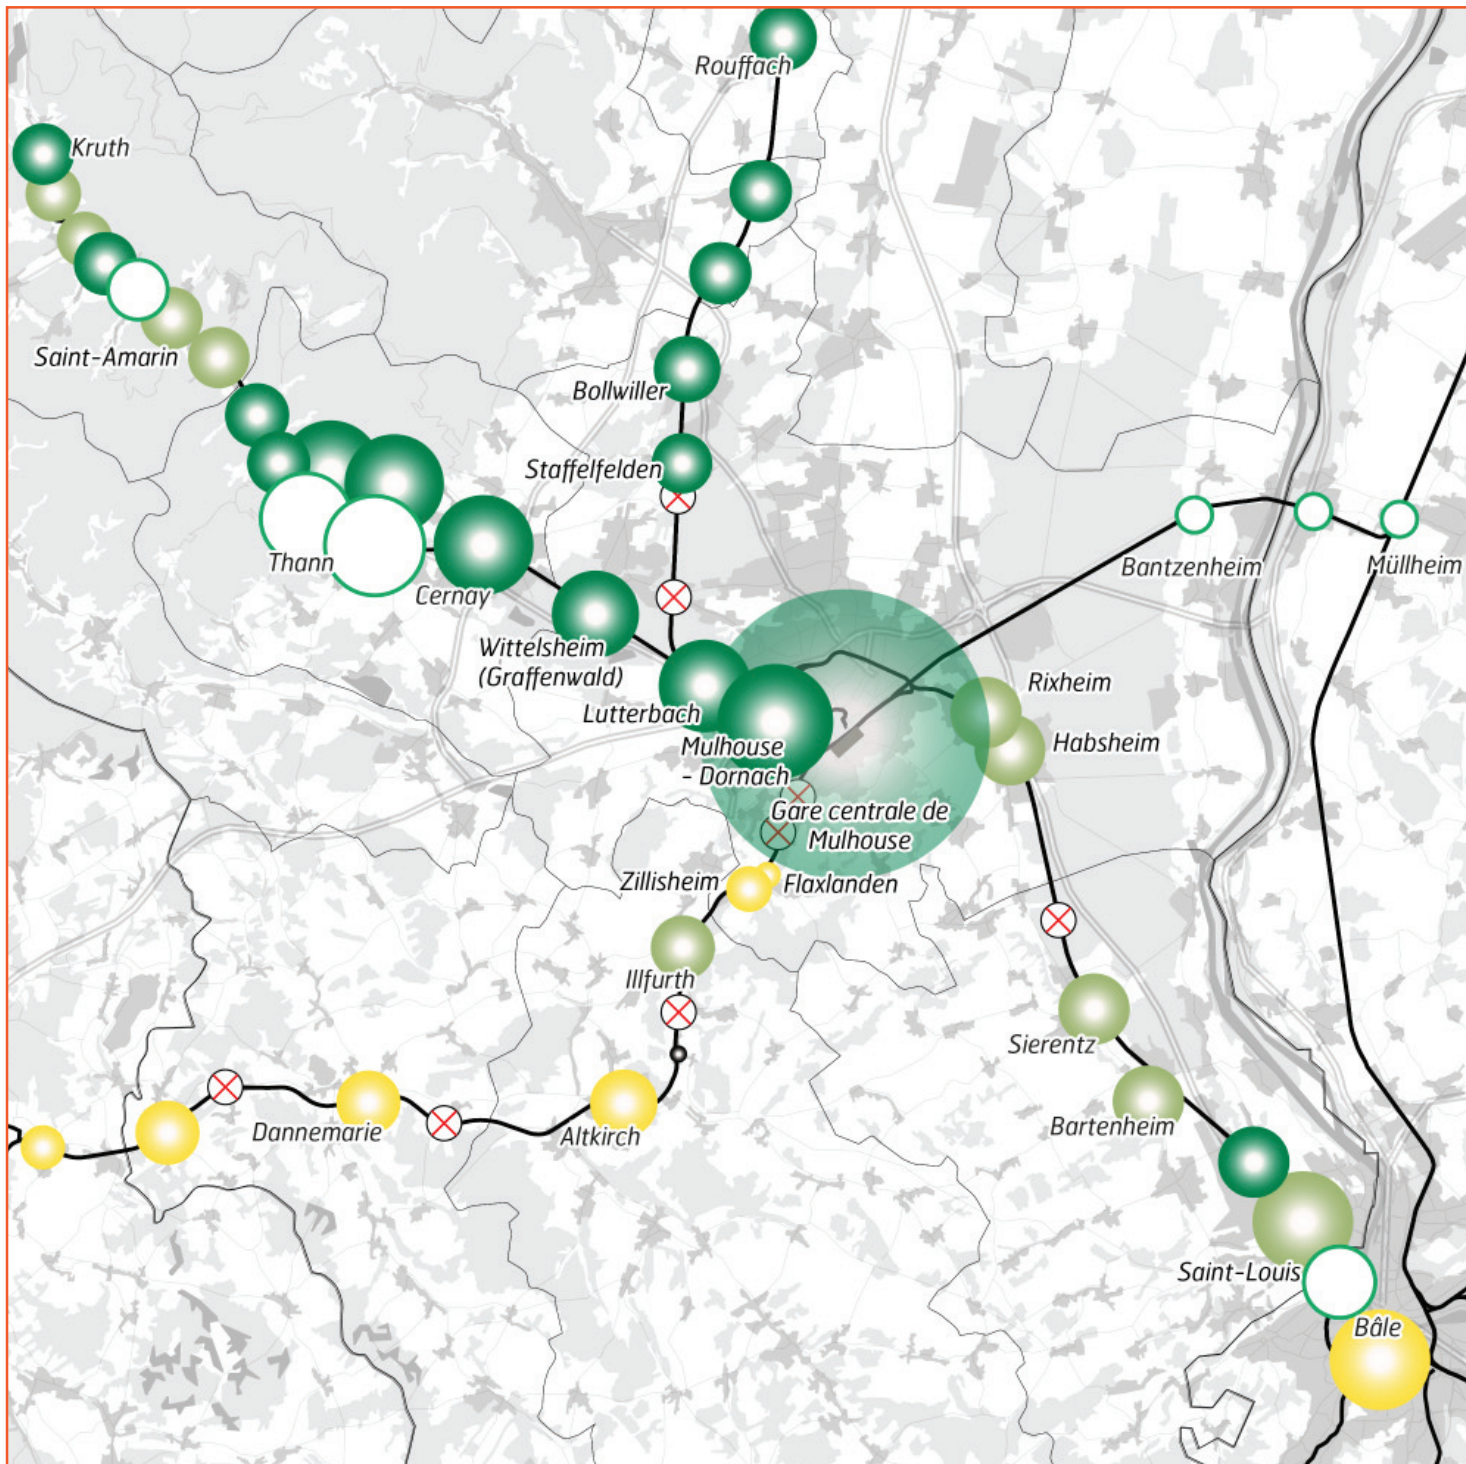 Rouffach
Kruth
Saint-Amarin
Bollwiller
Staffelfelden
Thann
Cernay
Bantzenheim
Müllheim
Wittelsheim
(Graffenwald)
Lutterbach
Rixheim
Habsheim
Mulhouse
- Dornach
Gare centrale de
Mulhouse
Zillisheim
Flaxlanden
Illfurth
Sierentz
Dannemarie
Altkirch
Bartenheim
Saint-Louis
Bâle